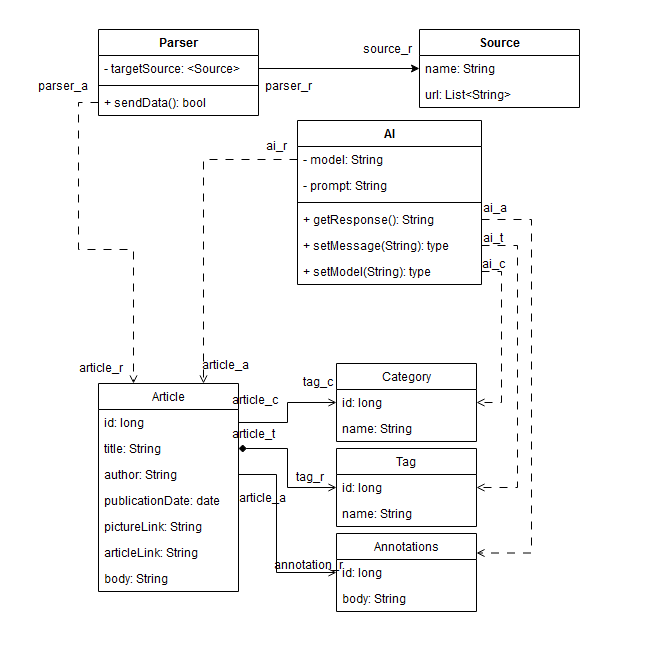 Parser
- targetSource: <Source>
+ sendData(): bool
source_r
Source
name: String
url: List<String>
parser_a
parser_r
AI
- model: String
- prompt: String
+ getResponse(): String
+ setMessage(String): type
+ setModel(String): type
ai_r
ai_a
ai_t
ai_c
article_r
article_a
Article
id: long
title: String
author: String
publicationDate: date
pictureLink: String
articleLink: String
body: String
article_c
tag_c
article_t
tag_r
article_a
annotation_r
Category
id: long
name: String
Tag
id: long
name: String
Annotations
id: long
body: String